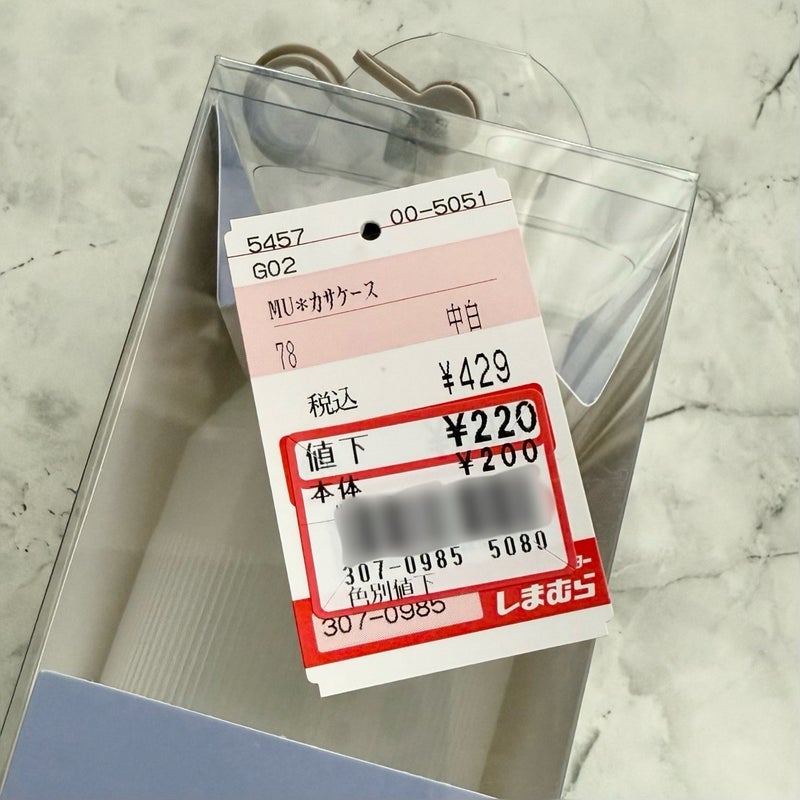 5457 00-5051
G02
MU*カサケース
中白
78
税込 ¥429
値下 ¥220
本体 ¥200
307-0985 5080
色別値下
307-0985
しまむら